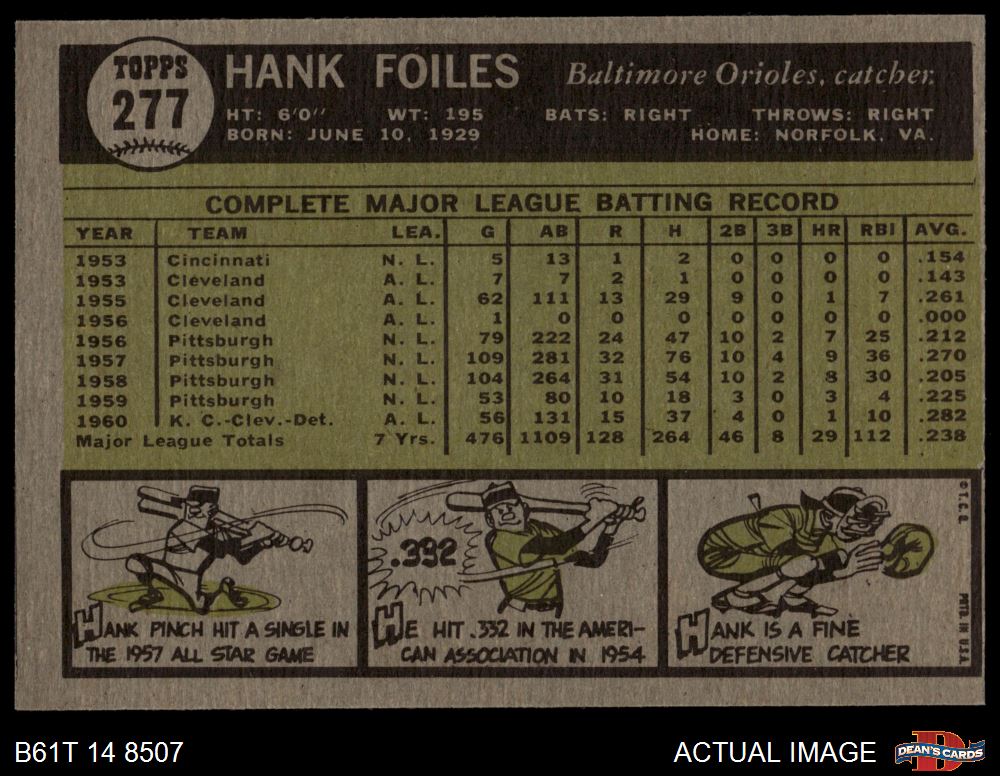 TOPPS
277
HANK FOILES
Baltimore Orioles, catcher.
HT: 6'0" WT: 195 BATS: RIGHT THROWS: RIGHT
BORN: JUNE 10, 1929 HOME: NORFOLK, VA.
COMPLETE MAJOR LEAGUE BATTING RECORD
YEAR TEAM LEA. G AB R H 2B 3B HR RBI AVG.
1953 Cincinnati N. L. 5 13 1 2 0 0 0 0 .154
1953 Cleveland A. L. 7 7 2 1 0 0 0 0 .143
1955 Cleveland A. L. 62 111 13 29 9 0 1 7 .261
1956 Cleveland A. L. 1 0 0 0 0 0 0 0 .000
1956 Pittsburgh N. L. 79 222 24 47 10 2 7 25 .212
1957 Pittsburgh N. L. 109 281 32 76 10 4 9 36 .270
1958 Pittsburgh N. L. 104 264 31 54 10 2 8 30 .205
1959 Pittsburgh N. L. 53 80 10 18 3 0 3 4 .225
1960 K. C.-Clev.-Det. A. L. 56 131 15 37 4 0 1 10 .282
Major League Totals 7 Yrs. 476 1109 128 264 46 8 29 112 .238
HANK PINCH HIT A SINGLE IN
THE 1957 ALL STAR GAME
.332
HE HIT .332 IN THE AMERI-
CAN ASSOCIATION IN 1954
HANK IS A FINE
DEFENSIVE CATCHER
© T. C. G.
PRTD. IN U.S.A.
B61T 14 8507
ACTUAL IMAGE
D
DEAN'S CARDS